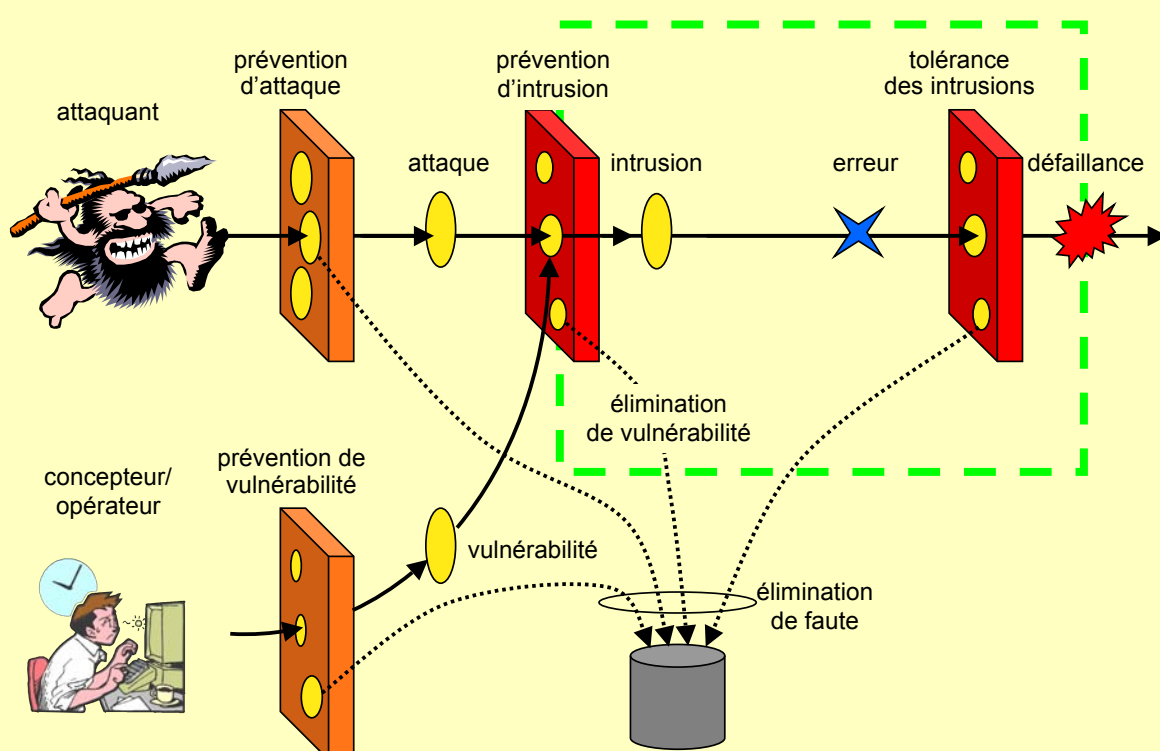 prévention
d'attaque
prévention
d'intrusion
tolérance
des intrusions
attaquant
attaque
intrusion
erreur
défaillance
élimination
de vulnérabilité
concepteur/
opérateur
prévention de
vulnérabilité
vulnérabilité
élimination
de faute